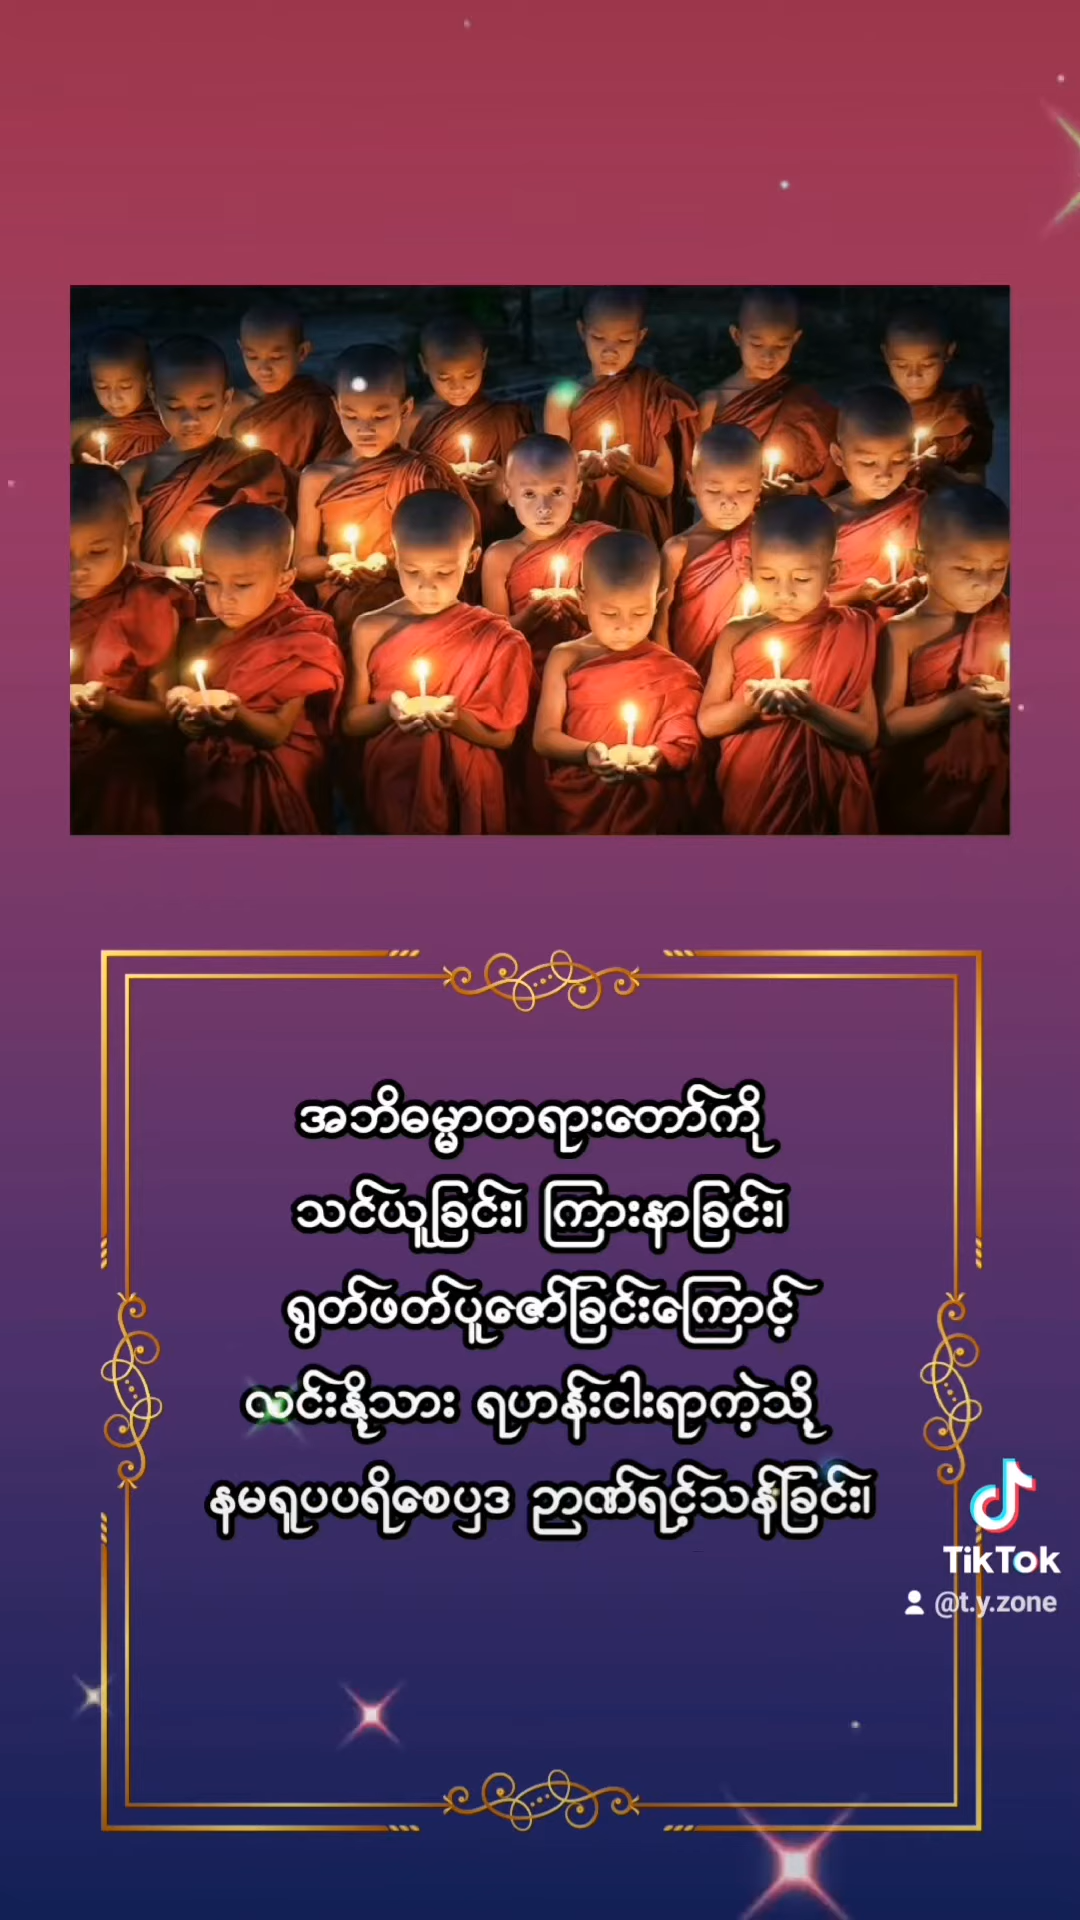 အဘိဓမ္မာတရားတော်ကို
သင်ယူခြင်း၊ ကြားနာခြင်း၊
ရွတ်ဖတ်ပူဇော်ခြင်းကြောင့်
လင်းနို့သား ရဟန်းငါးရာကဲ့သို့
နမရူပပရိစေပှဒ ဉာဏ်ရင့်သန်ခြင်း၊
TikTok
@t.y.zone